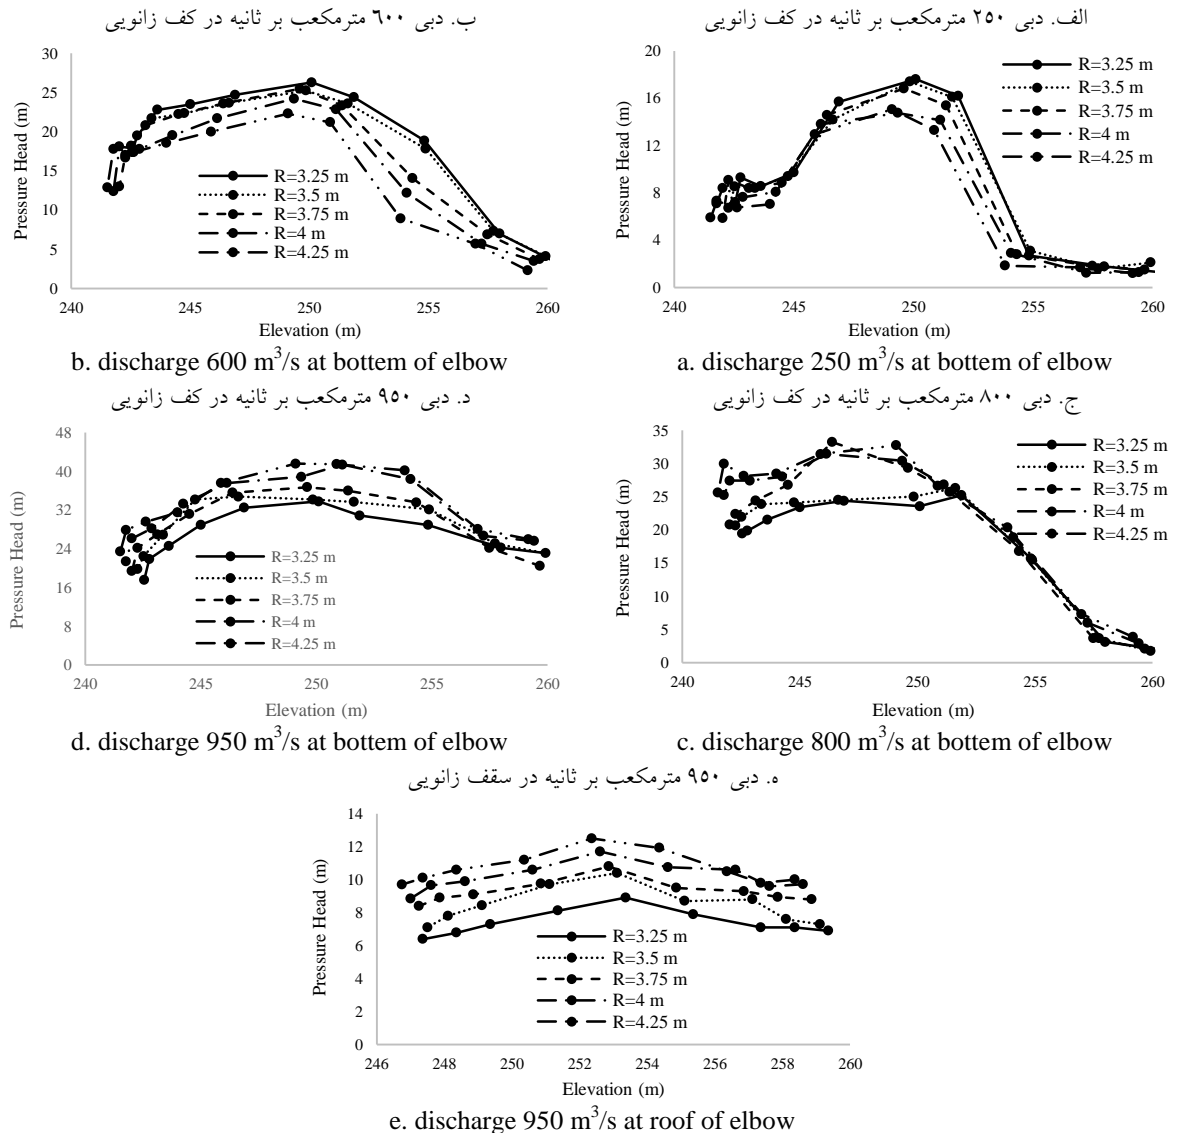 الف. دبی ۲۵۰ مترمکعب بر ثانیه در کف زانویی
20
16
12
8
4
0
240 245 250 255 260
Pressure Head (m)
Elevation (m)
R=3.25 m
R=3.5 m
R=3.75 m
R=4 m
R=4.25 m
a. discharge 250 m³/s at bottem of elbow
ب. دبی ۶۰۰ مترمکعب بر ثانیه در کف زانویی
30
25
20
15
10
5
0
240 245 250 255 260
Pressure Head (m)
Elevation (m)
R=3.25 m
R=3.5 m
R=3.75 m
R=4 m
R=4.25 m
b. discharge 600 m³/s at bottem of elbow
ج. دبی ۸۰۰ مترمکعب بر ثانیه در کف زانویی
35
30
25
20
15
10
5
0
240 245 250 255 260
Pressure Head (m)
Elevation (m)
R=3.25 m
R=3.5 m
R=3.75 m
R=4 m
R=4.25 m
c. discharge 800 m³/s at bottem of elbow
د. دبی ۹۵۰ مترمکعب بر ثانیه در کف زانویی
48
40
32
24
16
8
0
240 245 250 255 260
Pressure Head (m)
Elevation (m)
R=3.25 m
R=3.5 m
R=3.75 m
R=4 m
R=4.25 m
d. discharge 950 m³/s at bottem of elbow
ه. دبی ۹۵۰ مترمکعب بر ثانیه در سقف زانویی
14
12
10
8
6
4
2
0
246 248 250 252 254 256 258 260
Pressure Head (m)
Elevation (m)
R=3.25 m
R=3.5 m
R=3.75 m
R=4 m
R=4.25 m
e. discharge 950 m³/s at roof of elbow